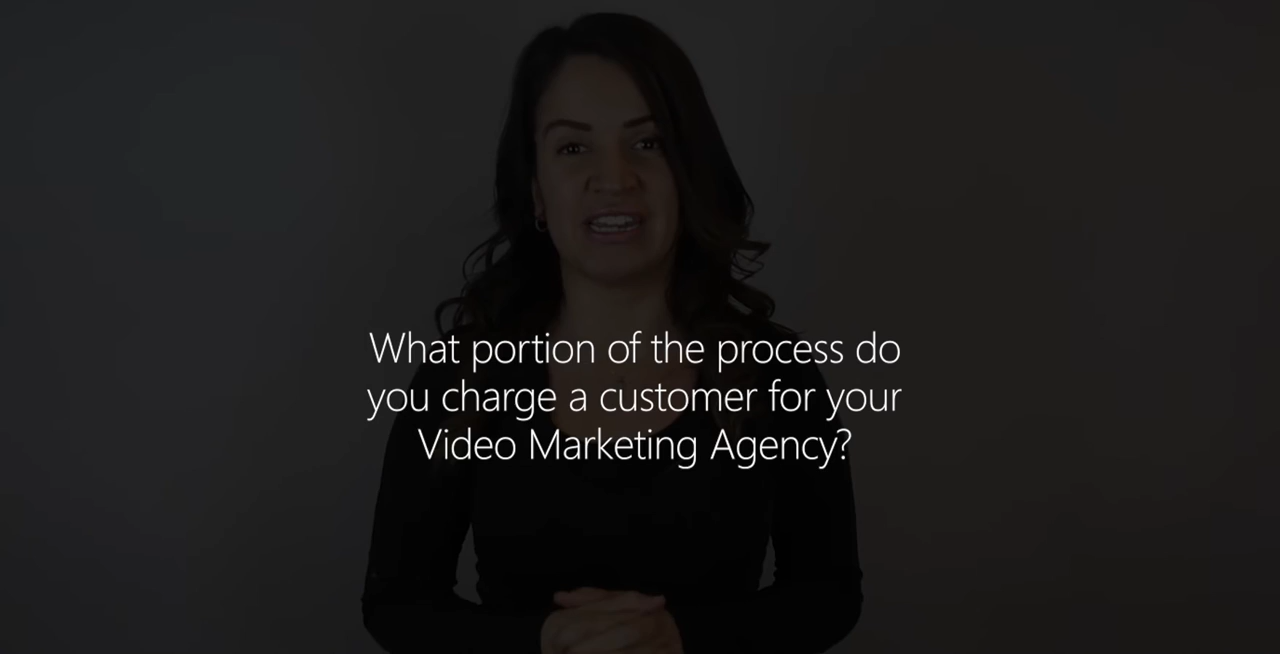 What portion of the process do
you charge a customer for your
Video Marketing Agency?